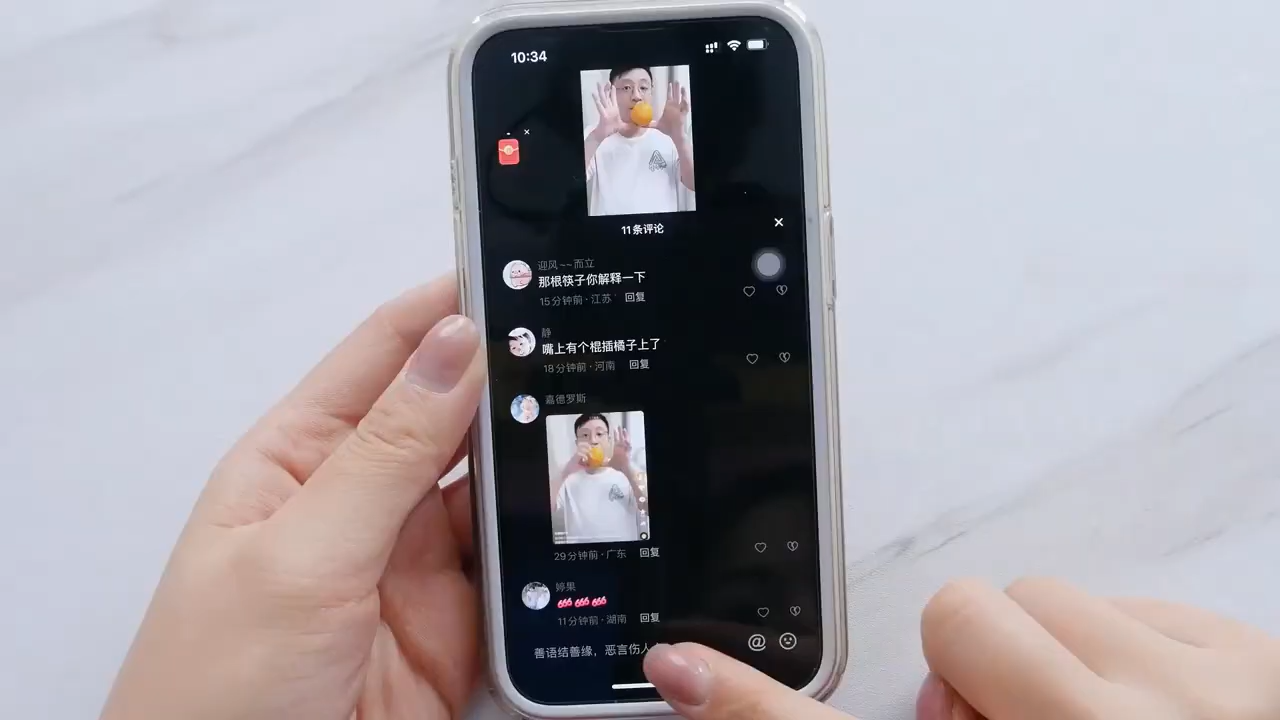 10:34
11条评论
迎风~~而立
那根筷子你解释一下
15分钟前·江苏 回复
静
嘴上有个棍插橘子上了
18分钟前·河南 回复
嘉德罗斯
29分钟前·广东 回复
婷果
666 666 666
11分钟前·湖南 回复
善语结善缘，恶言伤人
@